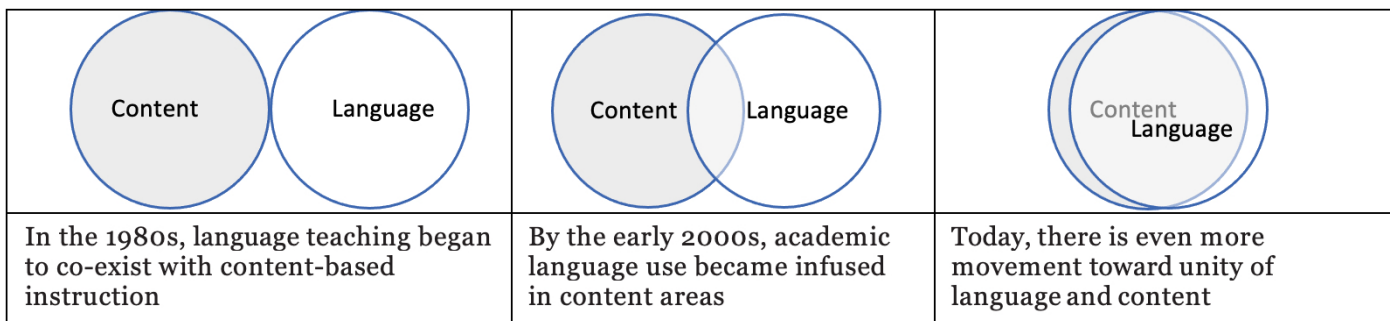 Content
Language
Content
Language
Content
Language
In the 1980s, language teaching began
to co-exist with content-based
instruction
By the early 2000s, academic
language use became infused
in content areas
Today, there is even more
movement toward unity of
language and content